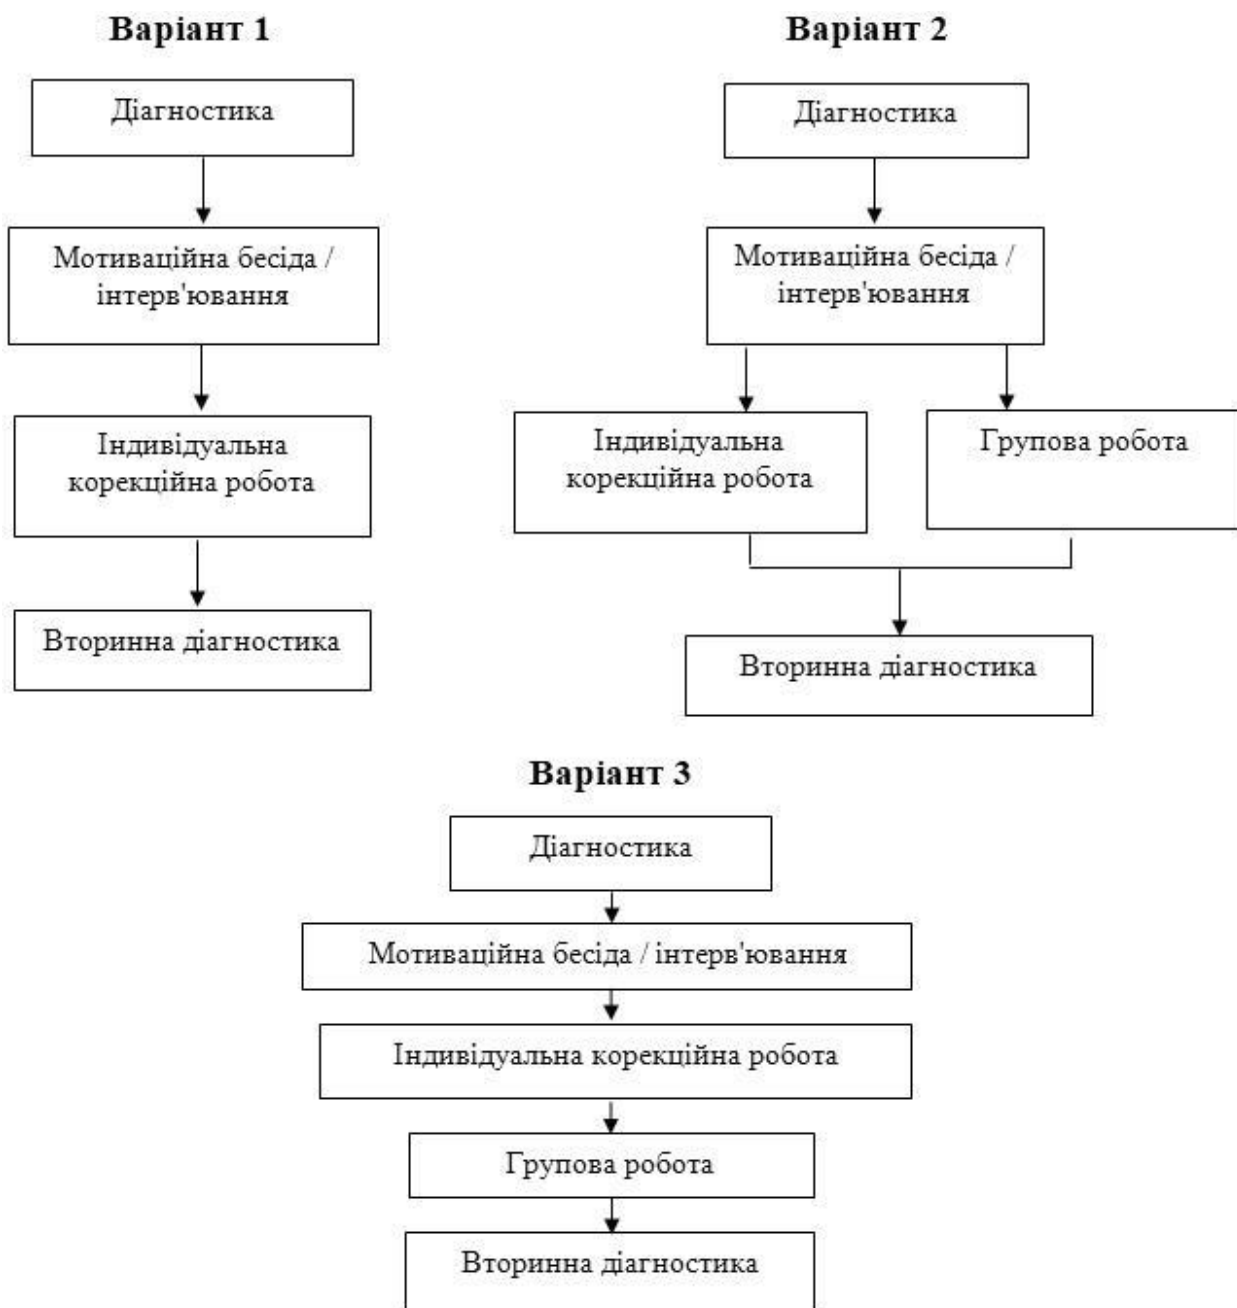 Варіант 1
Діагностика
Мотиваційна бесіда /
інтерв'ювання
Індивідуальна
корекційна робота
Вторинна діагностика
Варіант 2
Діагностика
Мотиваційна бесіда /
інтерв'ювання
Індивідуальна
корекційна робота
Групова робота
Вторинна діагностика
Варіант 3
Діагностика
Мотиваційна бесіда / інтерв'ювання
Індивідуальна корекційна робота
Групова робота
Вторинна діагностика